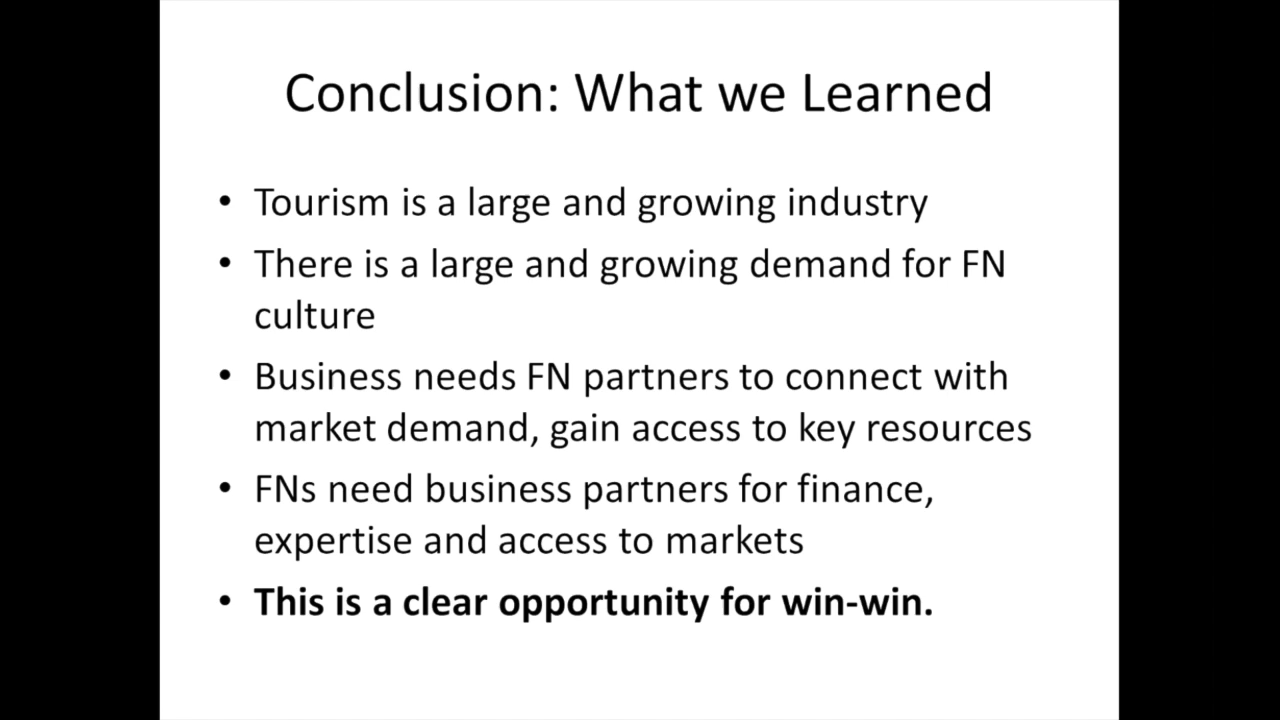 Conclusion: What we Learned
• Tourism is a large and growing industry
• There is a large and growing demand for FN
culture
• Business needs FN partners to connect with
market demand, gain access to key resources
• FNs need business partners for finance,
expertise and access to markets
• This is a clear opportunity for win-win.